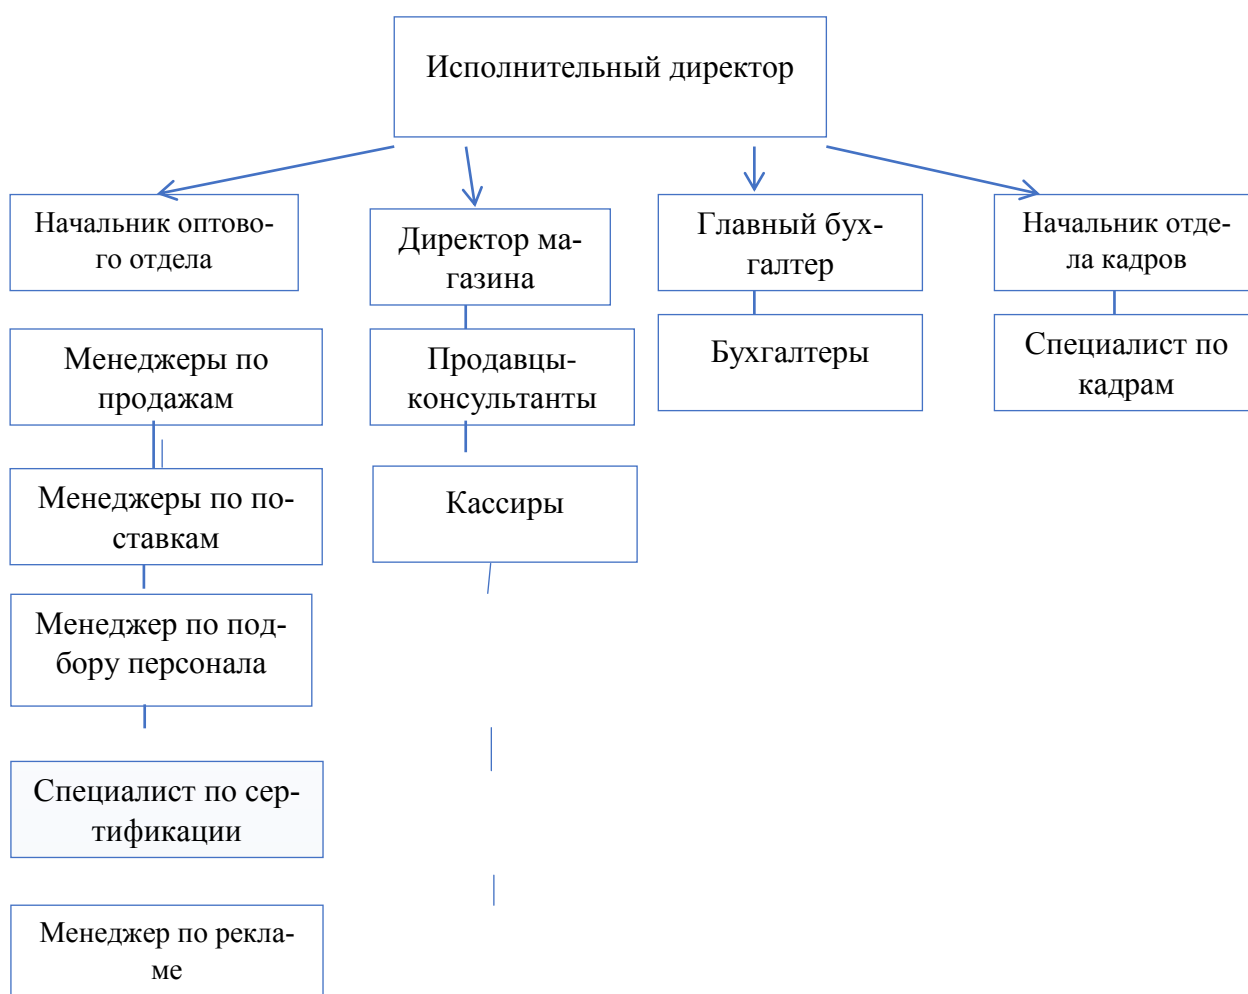 Исполнительный директор
Начальник оптово-
го отдела
Директор ма-
газина
Главный бух-
галтер
Начальник отде-
ла кадров
Менеджеры по
продажам
Продавцы-
консультанты
Бухгалтеры
Специалист по
кадрам
Менеджеры по по-
ставкам
Кассиры
Менеджер по под-
бору персонала
Специалист по сер-
тификации
Менеджер по рекла-
ме